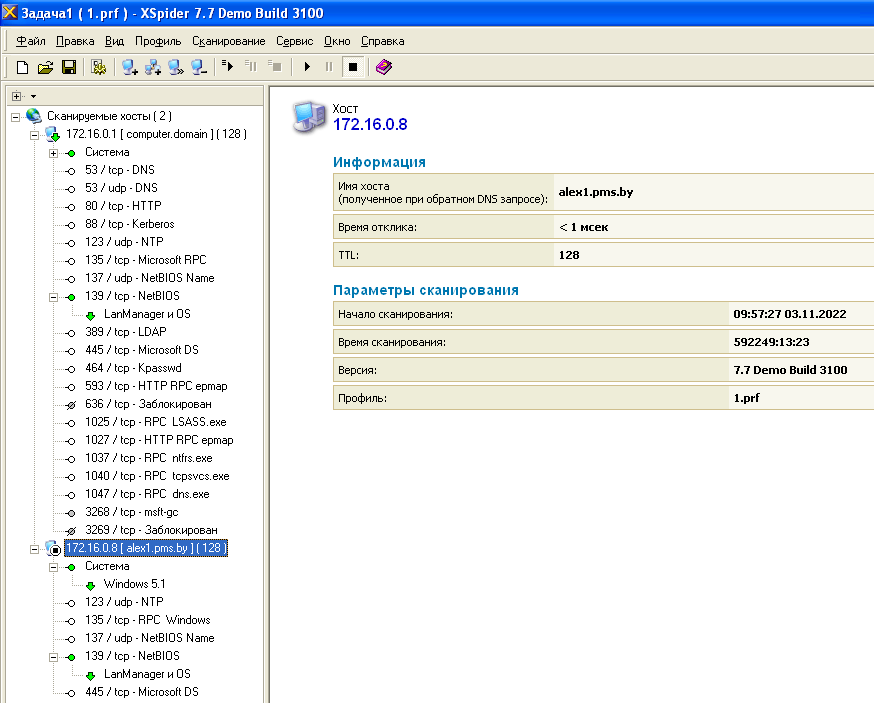 Задача1 ( 1.prf ) - XSpider 7.7 Demo Build 3100
Файл Правка Вид Профиль Сканирование Сервис Окно Справка
Сканируемые хосты ( 2 )
172.16.0.1 [ computer.domain ] ( 128 )
Система
53 / tcp - DNS
53 / udp - DNS
80 / tcp - HTTP
88 / tcp - Kerberos
123 / udp - NTP
135 / tcp - Microsoft RPC
137 / udp - NetBIOS Name
139 / tcp - NetBIOS
LanManager и OS
389 / tcp - LDAP
445 / tcp - Microsoft DS
464 / tcp - Kpasswd
593 / tcp - HTTP RPC epmap
636 / tcp - Заблокирован
1025 / tcp - RPC LSASS.exe
1027 / tcp - HTTP RPC epmap
1037 / tcp - RPC ntfrs.exe
1040 / tcp - RPC tcpsvcs.exe
1047 / tcp - RPC dns.exe
3268 / tcp - msft-gc
3269 / tcp - Заблокирован
172.16.0.8 [ alex1.pms.by ] ( 128 )
Система
Windows 5.1
123 / udp - NTP
135 / tcp - RPC Windows
137 / udp - NetBIOS Name
139 / tcp - NetBIOS
LanManager и OS
445 / tcp - Microsoft DS
Хост
172.16.0.8
Информация
Имя хоста
(полученное при обратном DNS запросе): alex1.pms.by
Время отклика: < 1 мсек
TTL: 128
Параметры сканирования
Начало сканирования: 09:57:27 03.11.2022
Время сканирования: 592249:13:23
Версия: 7.7 Demo Build 3100
Профиль: 1.prf